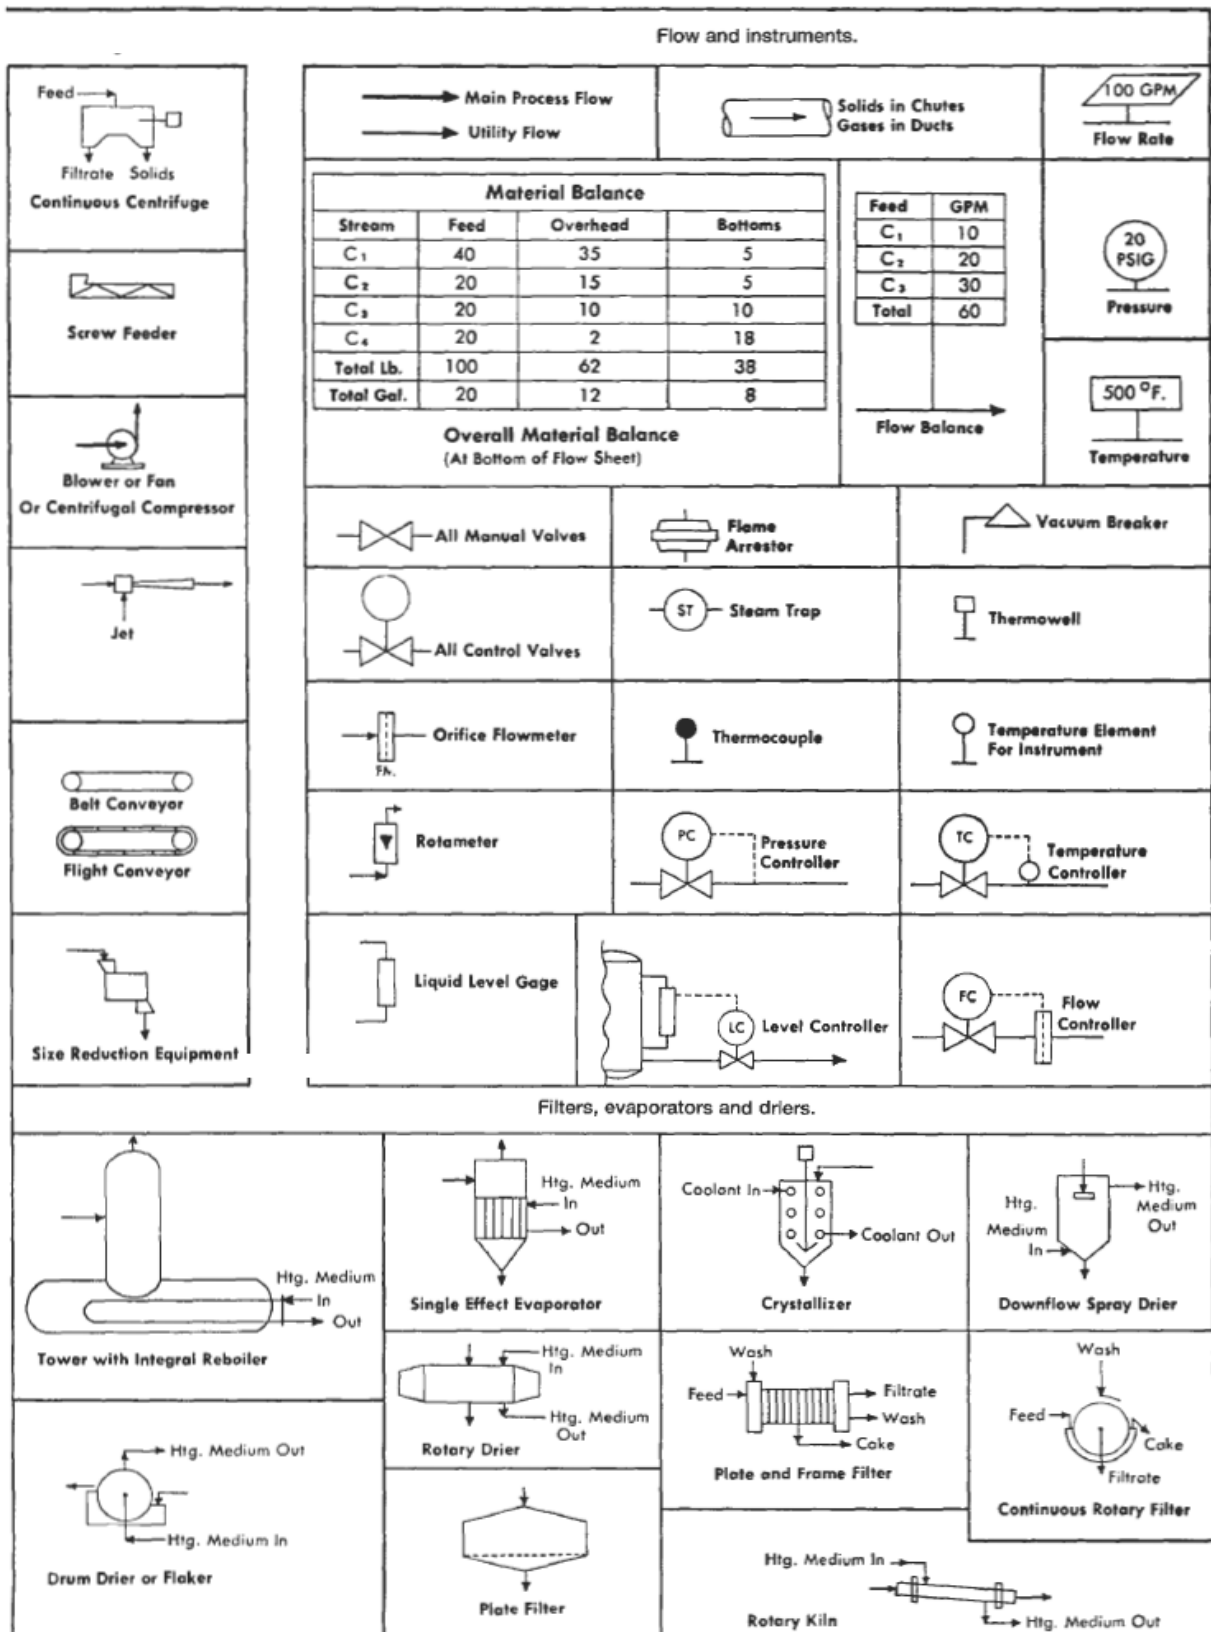 Flow and instruments.
Feed
Filtrate Solids
Continuous Centrifuge
Screw Feeder
Blower or Fan
Or Centrifugal Compressor
Jet
Belt Conveyor
Flight Conveyor
Size Reduction Equipment
Main Process Flow
Utility Flow
Solids in Chutes
Gases in Ducts
100 GPM
Flow Rate
Material Balance
Stream Feed Overhead Bottoms
C₁ 40 35 5
C₂ 20 15 5
C₃ 20 10 10
C₄ 20 2 18
Total Lb. 100 62 38
Total Gal. 20 12 8
Overall Material Balance
(At Bottom of Flow Sheet)
Feed GPM
C₁ 10
C₂ 20
C₃ 30
Total 60
Flow Balance
20
PSIG
Pressure
500 °F.
Temperature
All Manual Valves
Flame
Arrestor
Vacuum Breaker
All Control Valves
ST
Steam Trap
Thermowell
Orifice Flowmeter
Thermocouple
Temperature Element
For Instrument
Rotameter
PC
Pressure
Controller
TC
Temperature
Controller
Liquid Level Gage
LC
Level Controller
FC
Flow
Controller
Filters, evaporators and driers.
Htg. Medium
In
Out
Tower with Integral Reboiler
Htg. Medium
In
Out
Single Effect Evaporator
Coolant In
Coolant Out
Crystallizer
Htg.
Medium
In
Htg.
Medium
Out
Downflow Spray Drier
Htg. Medium Out
Htg. Medium In
Drum Drier or Flaker
Htg. Medium
In
Htg. Medium
Out
Rotary Drier
Plate Filter
Wash
Feed
Filtrate
Wash
Cake
Plate and Frame Filter
Wash
Feed
Cake
Filtrate
Continuous Rotary Filter
Htg. Medium In
Htg. Medium Out
Rotary Kiln